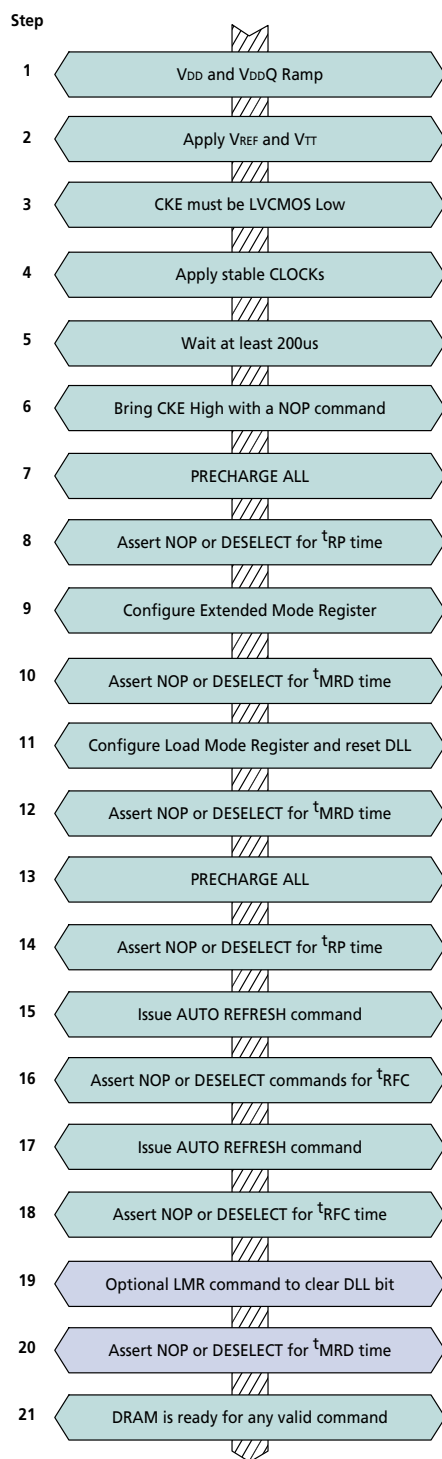 Step
1 VDD and VDDQ Ramp
2 Apply VREF and VTT
3 CKE must be LVCMOS Low
4 Apply stable CLOCKs
5 Wait at least 200us
6 Bring CKE High with a NOP command
7 PRECHARGE ALL
8 Assert NOP or DESELECT for tRP time
9 Configure Extended Mode Register
10 Assert NOP or DESELECT for tMRD time
11 Configure Load Mode Register and reset DLL
12 Assert NOP or DESELECT for tMRD time
13 PRECHARGE ALL
14 Assert NOP or DESELECT for tRP time
15 Issue AUTO REFRESH command
16 Assert NOP or DESELECT commands for tRFC
17 Issue AUTO REFRESH command
18 Assert NOP or DESELECT for tRFC time
19 Optional LMR command to clear DLL bit
20 Assert NOP or DESELECT for tMRD time
21 DRAM is ready for any valid command